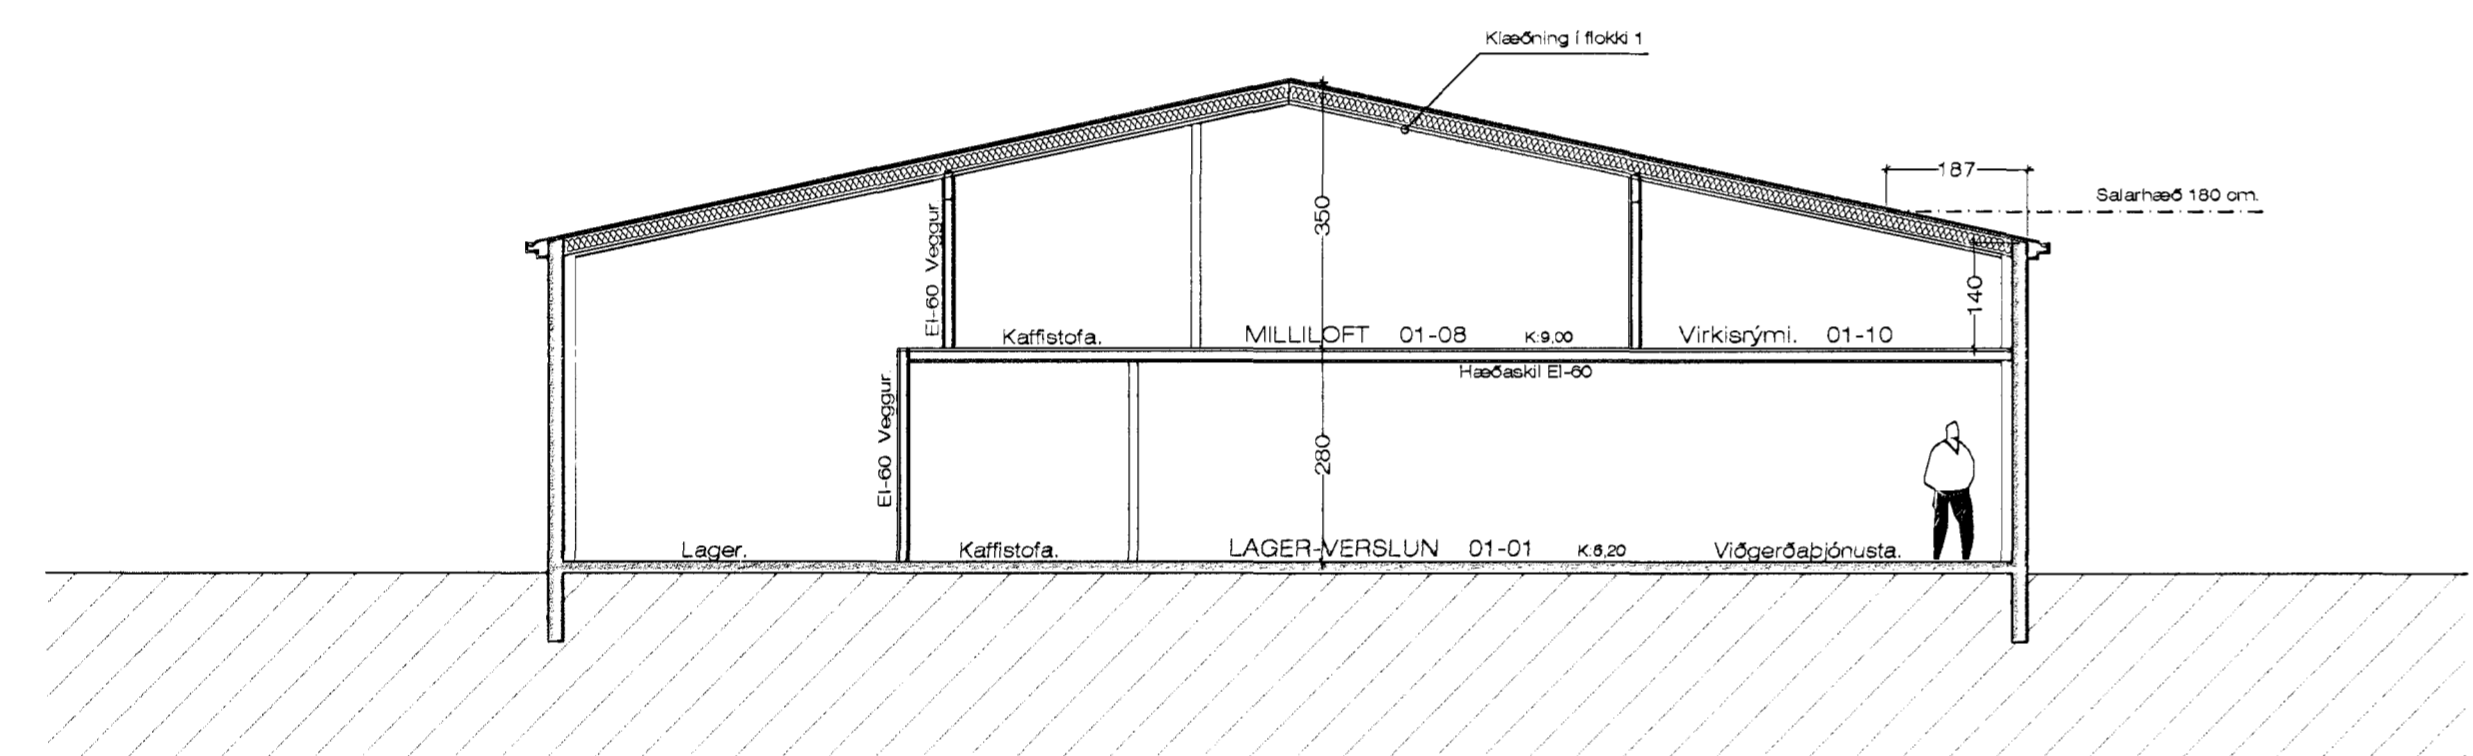 Klæðning í flokki 1
187
Salarhæð 180 cm.
350
EI-60 Veggur
140
Kaffistofa.
MILLILOFT 01-08 K:9,00
Virkisrými. 01-10
Hæðaskil EI-60
EI-60 Veggur
280
Lager.
Kaffistofa.
LAGER-VERSLUN 01-01 K:6,20
Viðgerðaþjónusta.